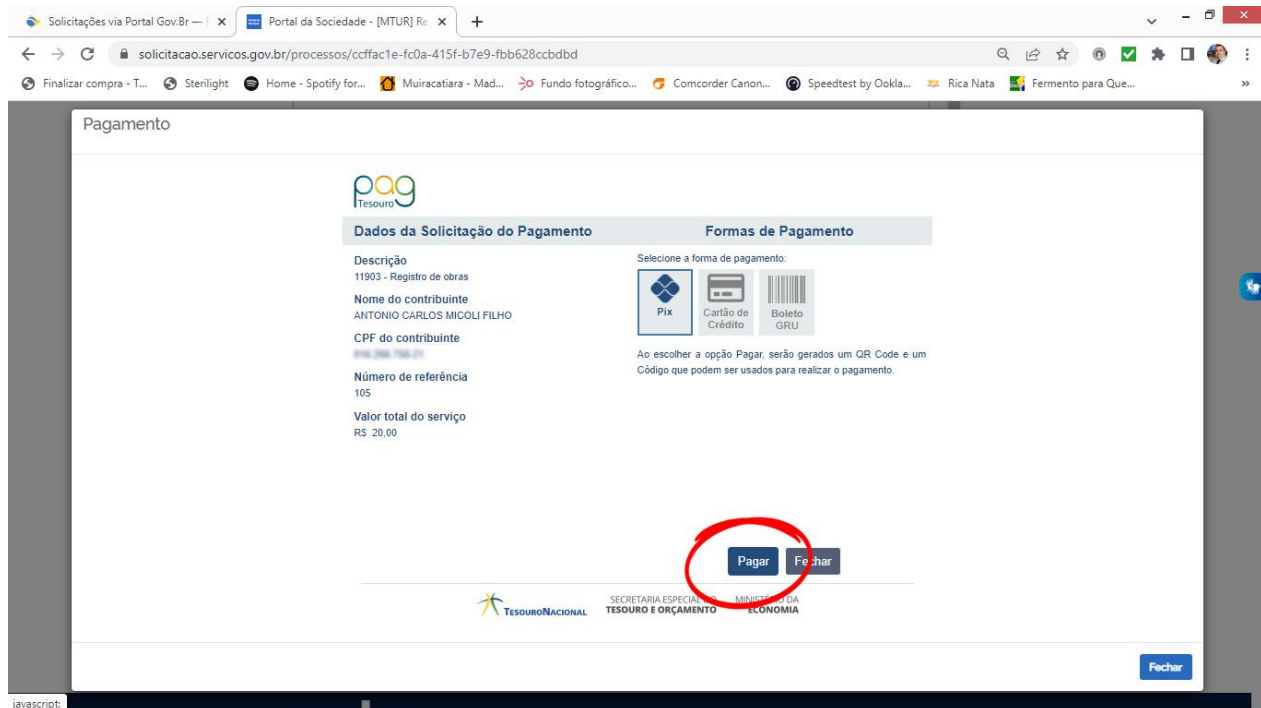 Solicitações via Portal Gov.Br — F
Portal da Sociedade - [MTUR] Re
solicitacao.servicos.gov.br/processos/ccffac1e-fc0a-415f-b7e9-fbb628ccbdbd
Finalizar compra - T...
Sterilight
Home - Spotify for...
Muiracatiara - Mad...
Fundo fotográfico...
Comcorder Canon...
Speedtest by Ookla...
Rica Nata
Fermento para Que...
»
Pagamento
pag
Tesouro
Dados da Solicitação do Pagamento
Descrição
11903 - Registro de obras
Nome do contribuinte
ANTONIO CARLOS MICOLI FILHO
CPF do contribuinte
Número de referência
105
Valor total do serviço
R$ 20,00
Formas de Pagamento
Selecione a forma de pagamento:
Pix
Cartão de
Crédito
Boleto
GRU
Ao escolher a opção Pagar, serão gerados um QR Code e um
Código que podem ser usados para realizar o pagamento.
Pagar
Fechar
TESOURONACIONAL
SECRETARIA ESPECIAL DO
TESOURO E ORÇAMENTO
MINISTÉRIO DA
ECONOMIA
Fechar
javascript: